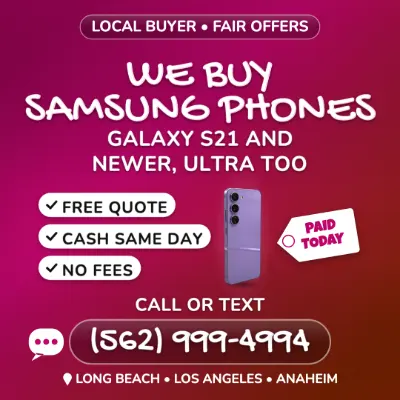 LOCAL BUYER • FAIR OFFERS
WE BUY
SAMSUNG PHONES
GALAXY S21 AND
NEWER, ULTRA TOO
FREE QUOTE
CASH SAME DAY
NO FEES
PAID
TODAY
CALL OR TEXT
(562) 999-4994
LONG BEACH • LOS ANGELES • ANAHEIM